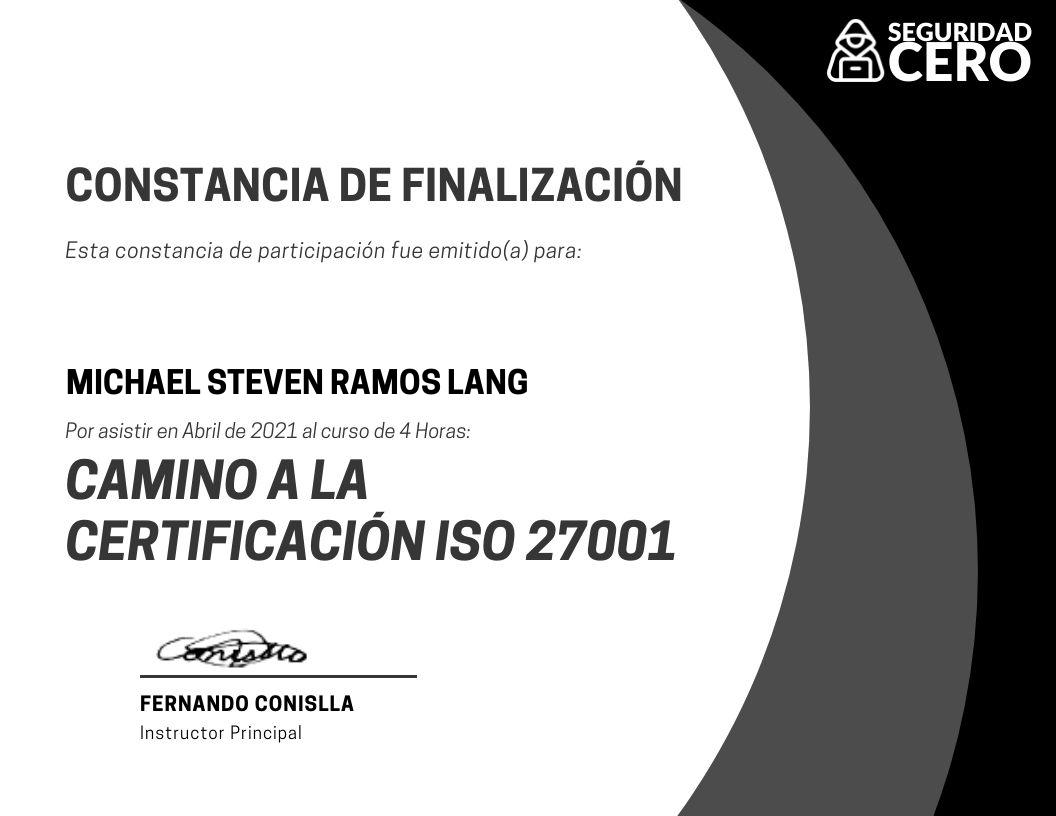 SEGURIDAD
CERO
CONSTANCIA DE FINALIZACIÓN
Esta constancia de participación fue emitido(a) para:
MICHAEL STEVEN RAMOS LANG
Por asistir en Abril de 2021 al curso de 4 Horas:
CAMINO A LA
CERTIFICACIÓN ISO 27001
Conislla
FERNANDO CONISLLA
Instructor Principal